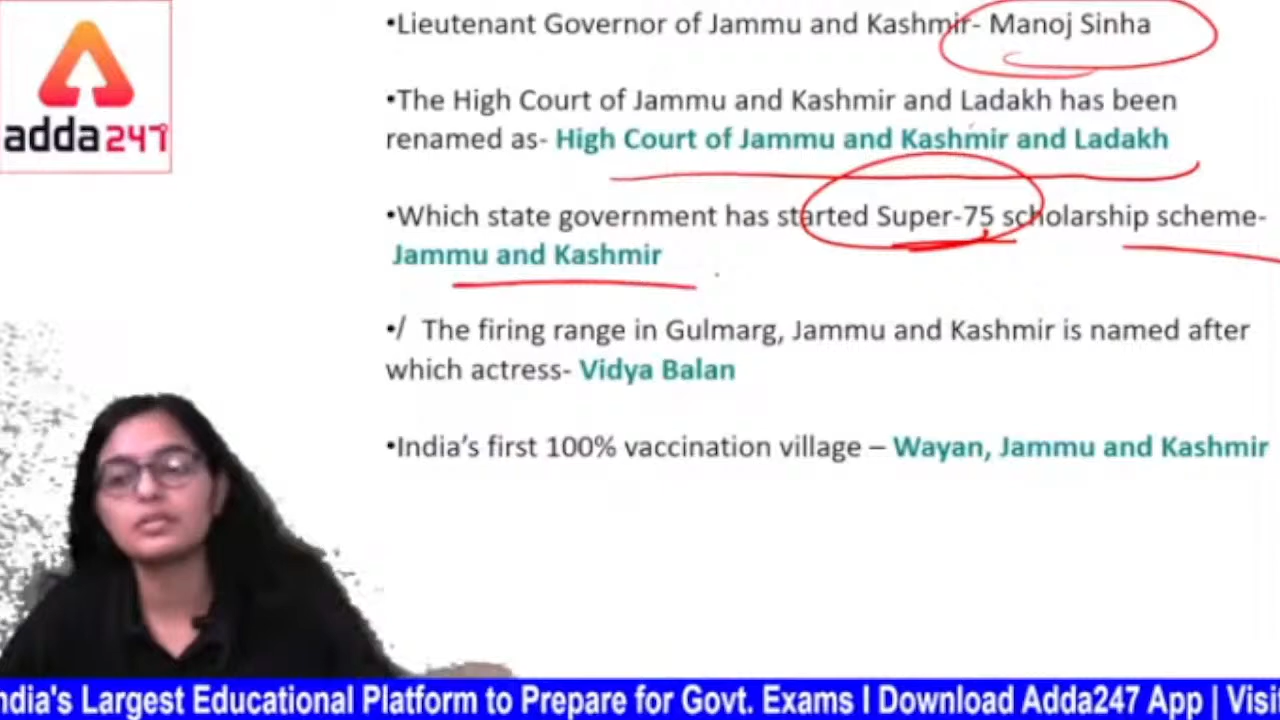 •Lieutenant Governor of Jammu and Kashmir- Manoj Sinha
•The High Court of Jammu and Kashmir and Ladakh has been
renamed as- High Court of Jammu and Kashmir and Ladakh
•Which state government has started Super-75 scholarship scheme-
Jammu and Kashmir
•/ The firing range in Gulmarg, Jammu and Kashmir is named after
which actress- Vidya Balan
•India's first 100% vaccination village – Wayan, Jammu and Kashmir
adda247
ndia's Largest Educational Platform to Prepare for Govt. Exams I Download Adda247 App | Visi